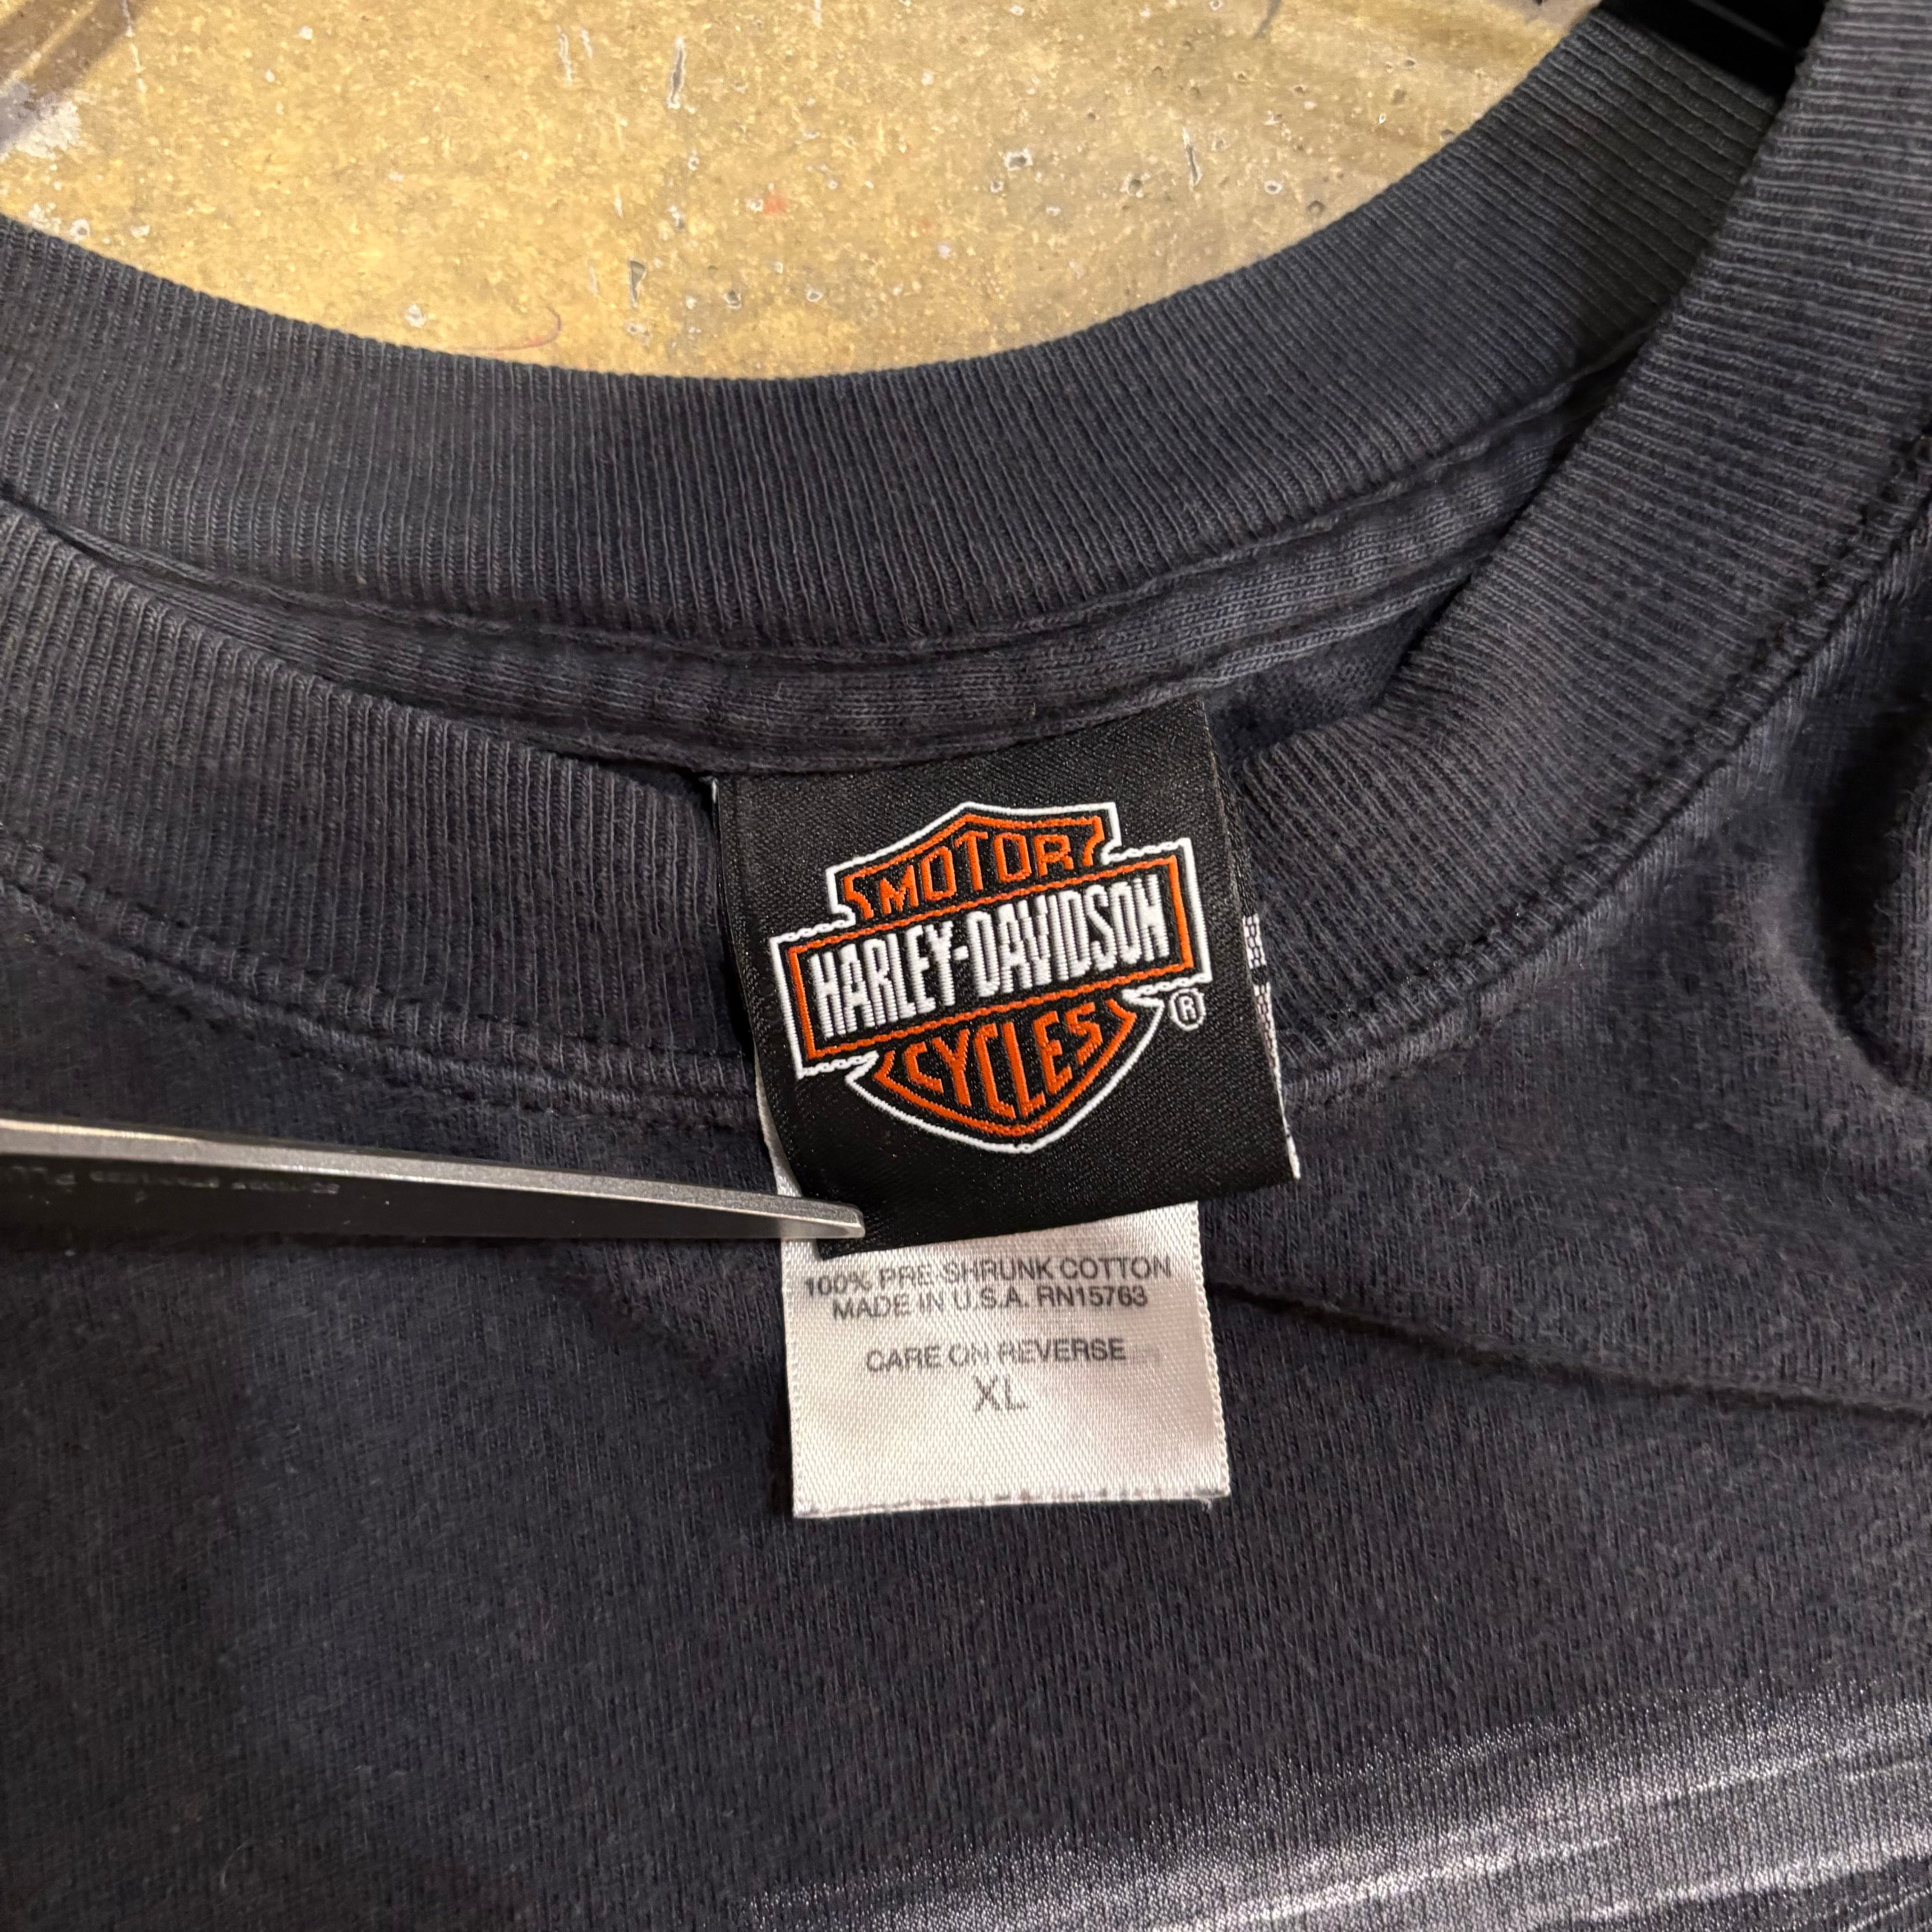 MOTOR
HARLEY-DAVIDSON
CYCLES
®
100% PRE-SHRUNK COTTON
MADE IN U.S.A. RN15763
CARE ON REVERSE
XL